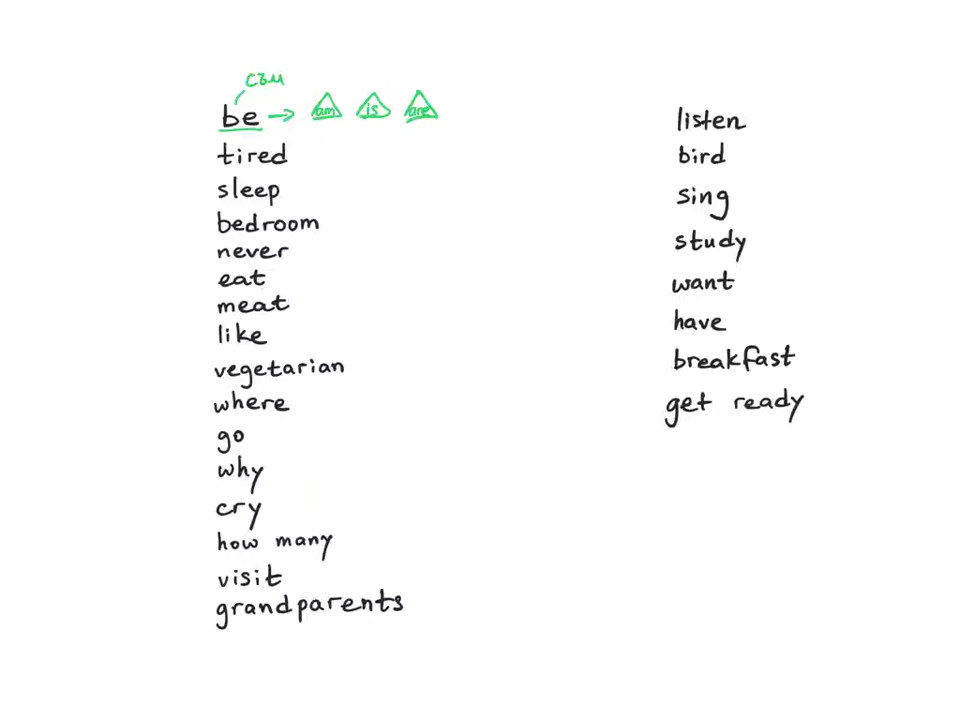 съм
be → am is are
tired
sleep
bedroom
never
eat
meat
like
vegetarian
where
go
why
cry
how many
visit
grandparents
listen
bird
sing
study
want
have
breakfast
get ready